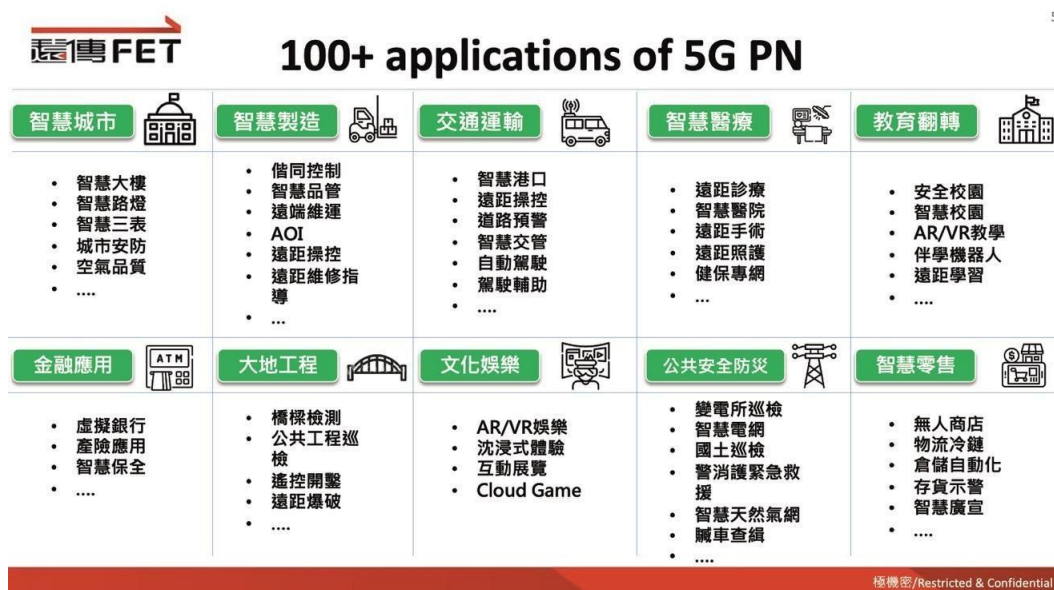 遠傳 FET
100+ applications of 5G PN
智慧城市
智慧製造
交通運輸
智慧醫療
教育翻轉
• 智慧大樓
• 智慧路燈
• 智慧三表
• 城市安防
• 空氣品質
• ....
• 偕同控制
• 智慧品管
• 遠端維運
• AOI
• 遠距操控
• 遠距維修指
導
• ...
• 智慧港口
• 遠距操控
• 道路預警
• 智慧交管
• 自動駕駛
• 駕駛輔助
• ....
• 遠距診療
• 智慧醫院
• 遠距手術
• 遠距照護
• 健保專網
• ...
• 安全校園
• 智慧校園
• AR/VR教學
• 伴學機器人
• 遠距學習
• ....
金融應用
ATM
大地工程
文化娛樂
公共安全防災
智慧零售
• 虛擬銀行
• 產險應用
• 智慧保全
• ....
• 橋樑檢測
• 公共工程巡
檢
• 遙控開鑿
• 遠距爆破
• ....
• AR/VR娛樂
• 沈浸式體驗
• 互動展覽
• Cloud Game
• 變電所巡檢
• 智慧電網
• 國土巡檢
• 警消護緊急救
援
• 智慧天然氣網
• 贓車查緝
• ....
• 無人商店
• 物流冷鏈
• 倉儲自動化
• 存貨示警
• 智慧廣宣
• ....
極機密/Restricted & Confidential